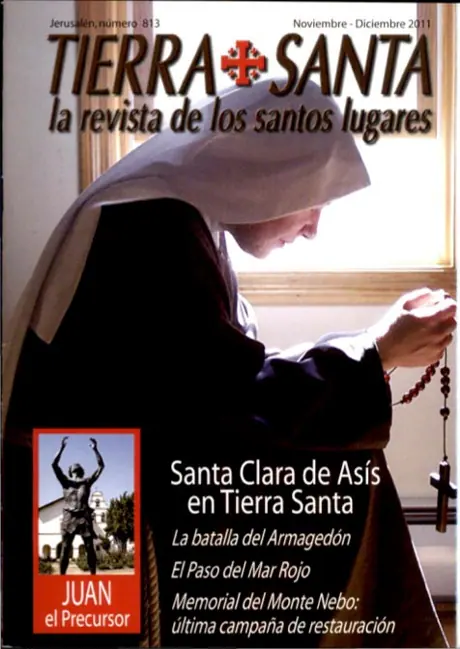 Jerusalén, número 813
Noviembre - Diciembre 2011
TIERRA SANTA
la revista de los santos lugares
Santa Clara de Asís
en Tierra Santa
La batalla del Armagedón
El Paso del Mar Rojo
Memorial del Monte Nebo:
última campaña de restauración
JUAN
el Precursor